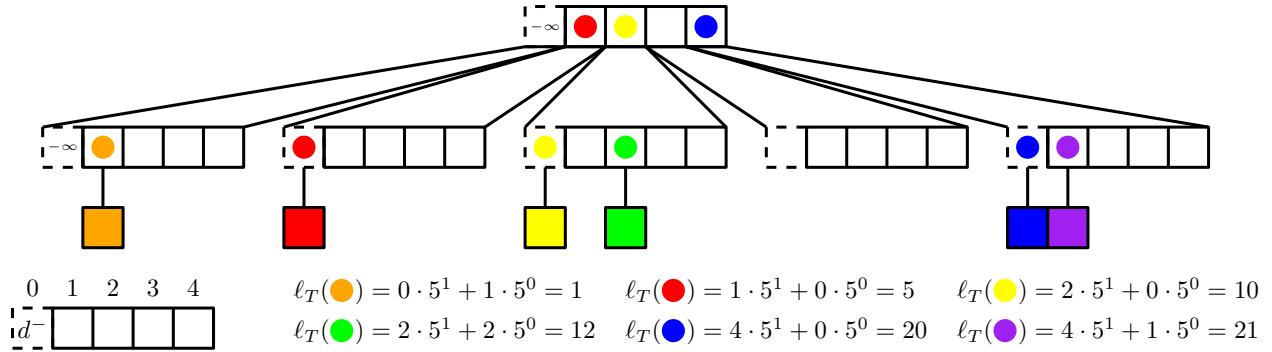 −∞
−∞
0 1 2 3 4
d⁻
ℓ_T(●) = 0 · 5¹ + 1 · 5⁰ = 1 ℓ_T(●) = 1 · 5¹ + 0 · 5⁰ = 5 ℓ_T(●) = 2 · 5¹ + 0 · 5⁰ = 10
ℓ_T(●) = 2 · 5¹ + 2 · 5⁰ = 12 ℓ_T(●) = 4 · 5¹ + 0 · 5⁰ = 20 ℓ_T(●) = 4 · 5¹ + 1 · 5⁰ = 21